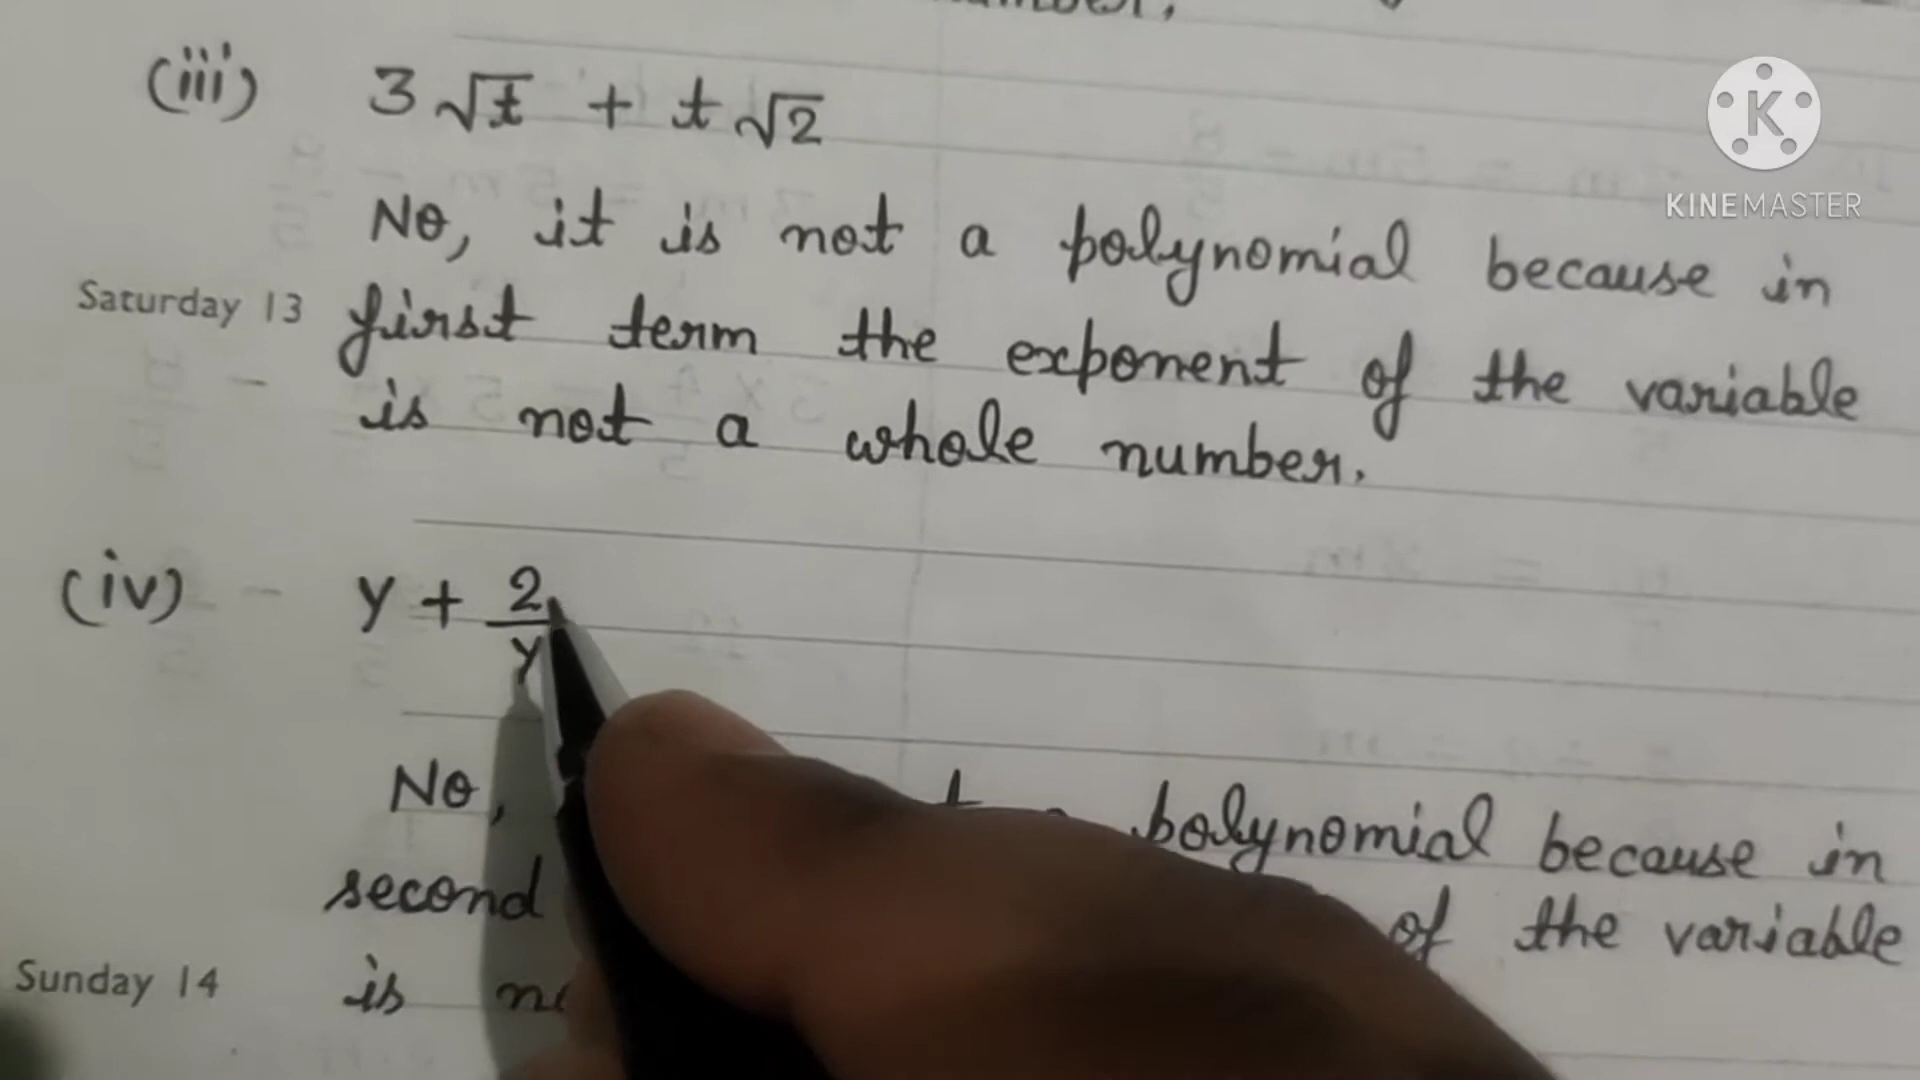 (iii) 3√t + t√2
No, it is not a polynomial because in
Saturday 13 first term the exponent of the variable
is not a whole number.
(iv) y + 2/y
No, polynomial because in
second of the variable
Sunday 14 is
K
KINEMASTER